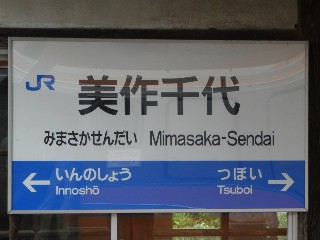 JR
美作千代
みまさかせんだい Mimasaka-Sendai
いんのしょう つぼい
Innoshō Tsuboi